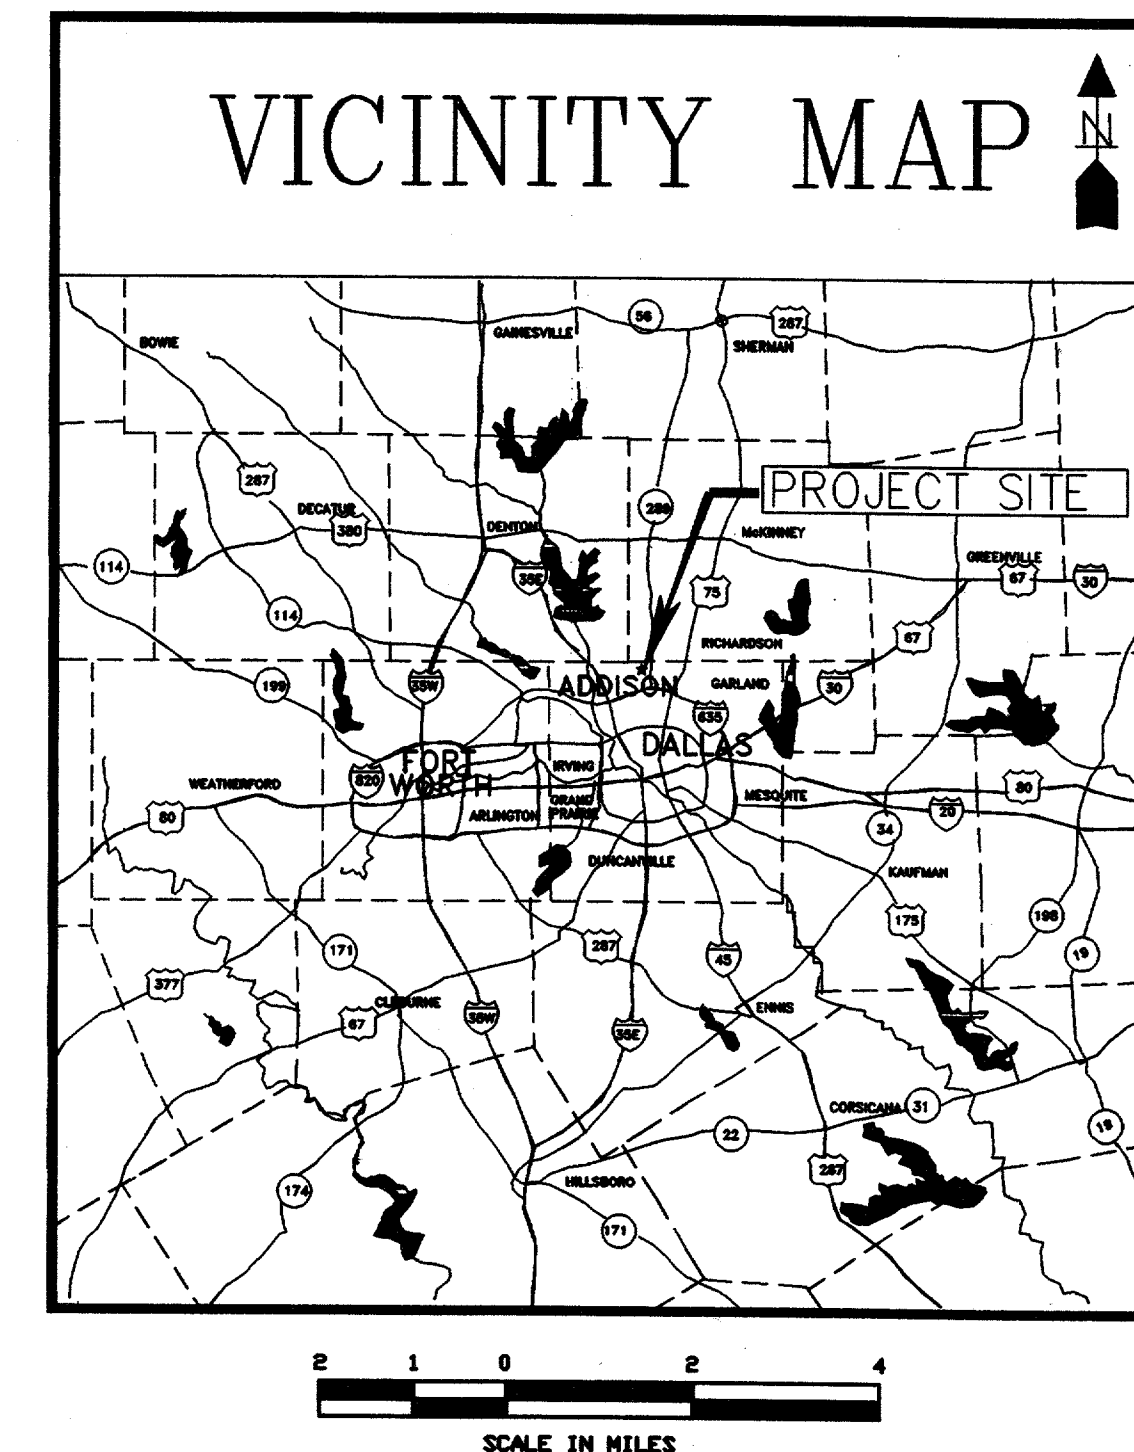 VICINITY MAP
N
56
287
GAINESVILLE
BOWIE
SHERMAN
287
PROJECT SITE
289
DECATUR
380
DENTON
McKINNEY
GREENVILLE
114
35E
67
30
75
114
67
RICHARDSON
199
35W
ADDISON
GARLAND
30
635
DALLAS
FORT
WORTH
820
IRVING
WEATHERFORD
80
MESQUITE
80
ARLINGTON
GRAND
PRAIRIE
20
34
DUNCANVILLE
KAUFMAN
175
198
171
287
45
19
377
CLEBURNE
67
35W
35E
ENNIS
CORSICANA
31
22
19
287
174
HILLSBORO
171
2 1 0 2 4
SCALE IN MILES